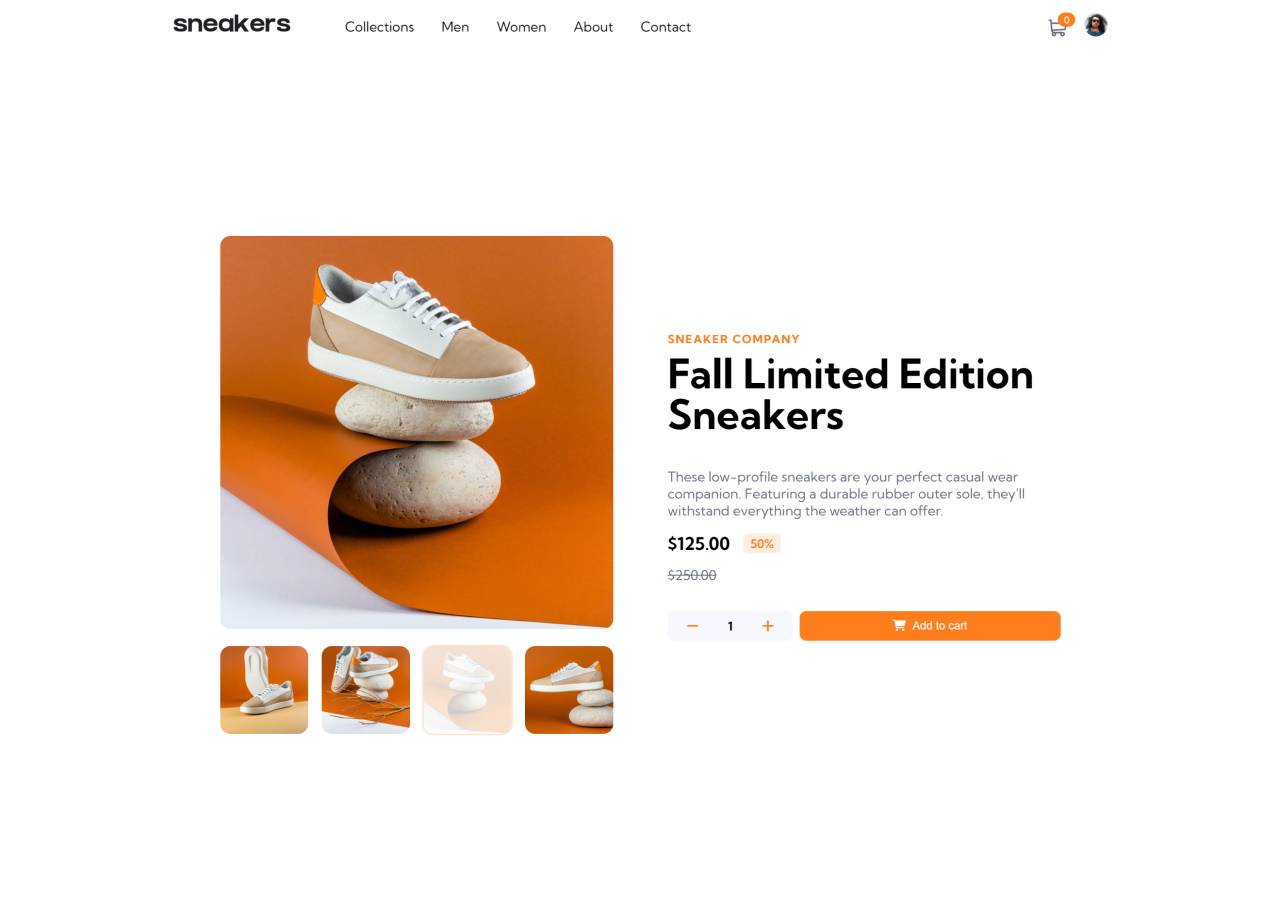 sneakers
Collections Men Women About Contact
0
SNEAKER COMPANY
Fall Limited Edition
Sneakers
These low-profile sneakers are your perfect casual wear
companion. Featuring a durable rubber outer sole, they'll
withstand everything the weather can offer.
$125.00 50%
$250.00
1 Add to cart